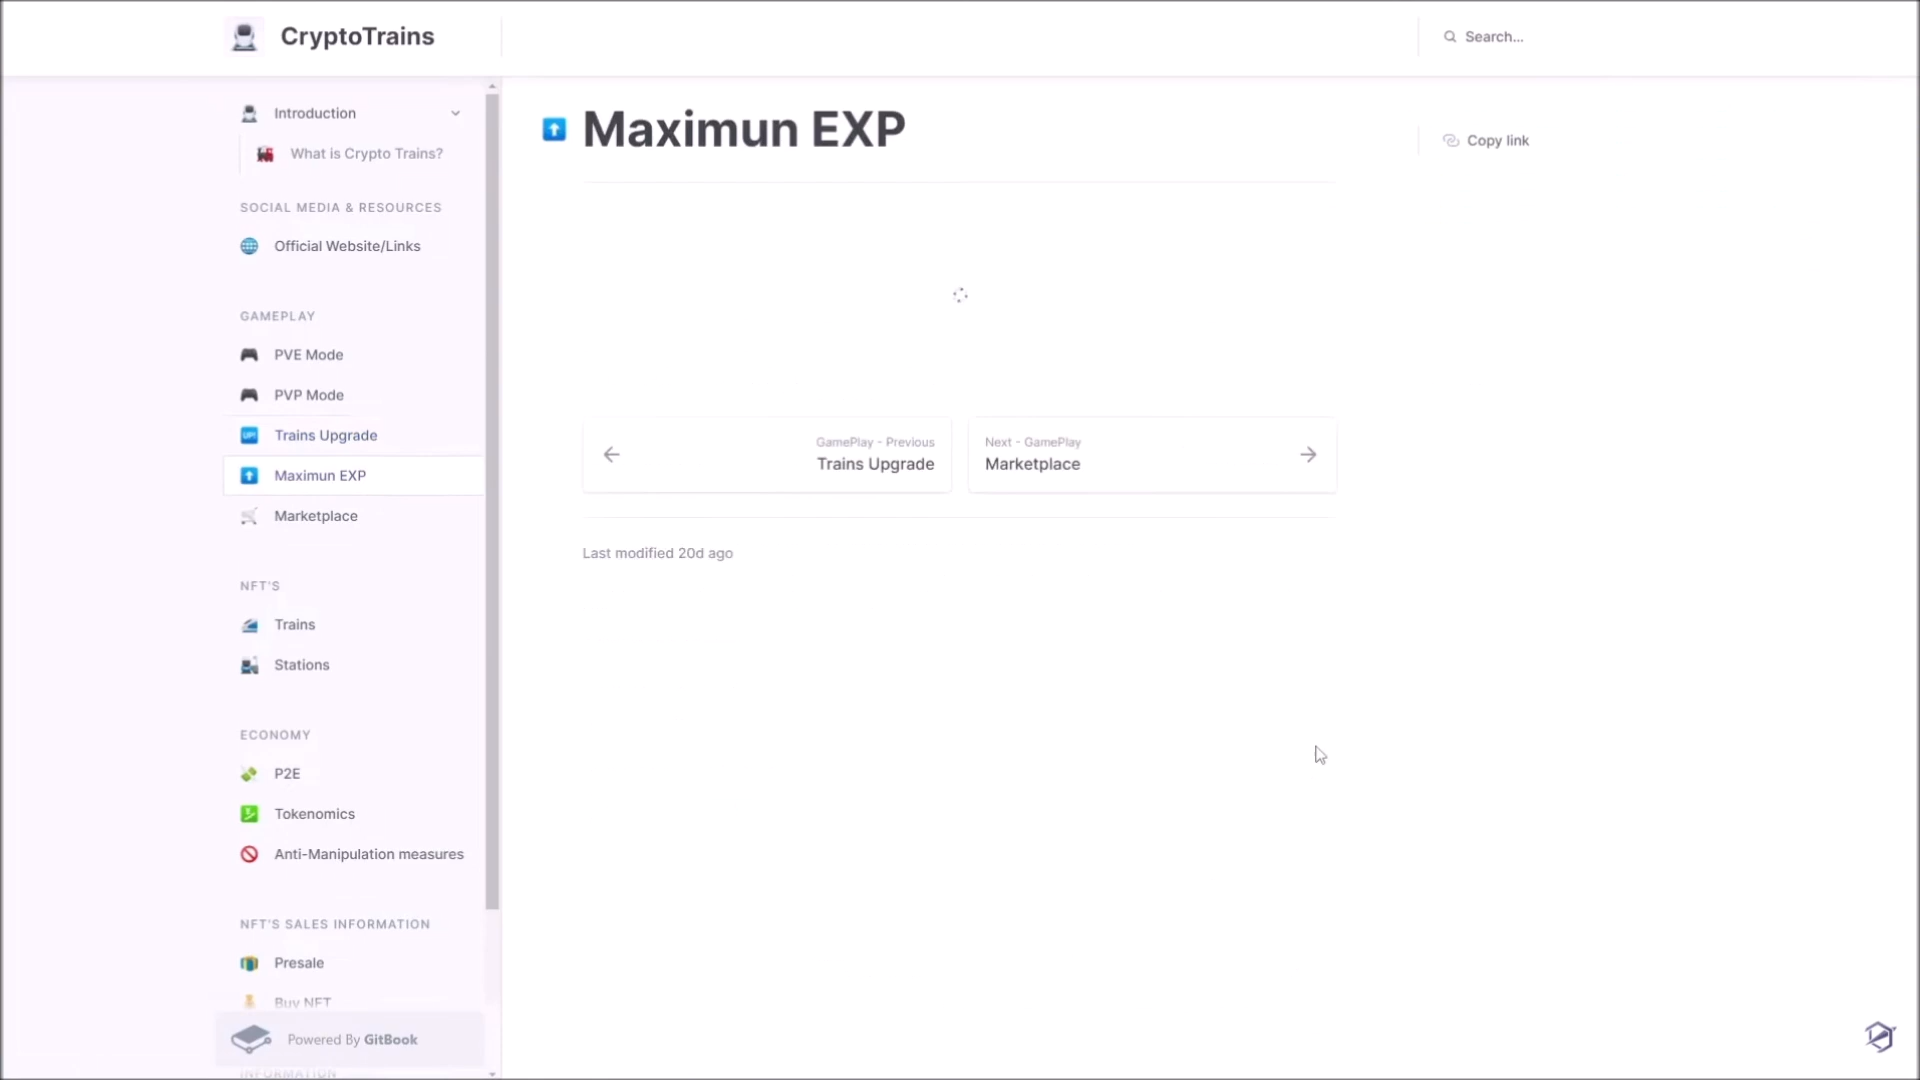 CryptoTrains
Search...
Introduction
What is Crypto Trains?
SOCIAL MEDIA & RESOURCES
Official Website/Links
GAMEPLAY
PVE Mode
PVP Mode
Trains Upgrade
Maximun EXP
Marketplace
NFT'S
Trains
Stations
ECONOMY
P2E
Tokenomics
Anti-Manipulation measures
NFT'S SALES INFORMATION
Presale
Buy NFT
Powered By GitBook
INFORMATION
Maximun EXP
Copy link
GamePlay - Previous
Trains Upgrade
Next - GamePlay
Marketplace
Last modified 20d ago